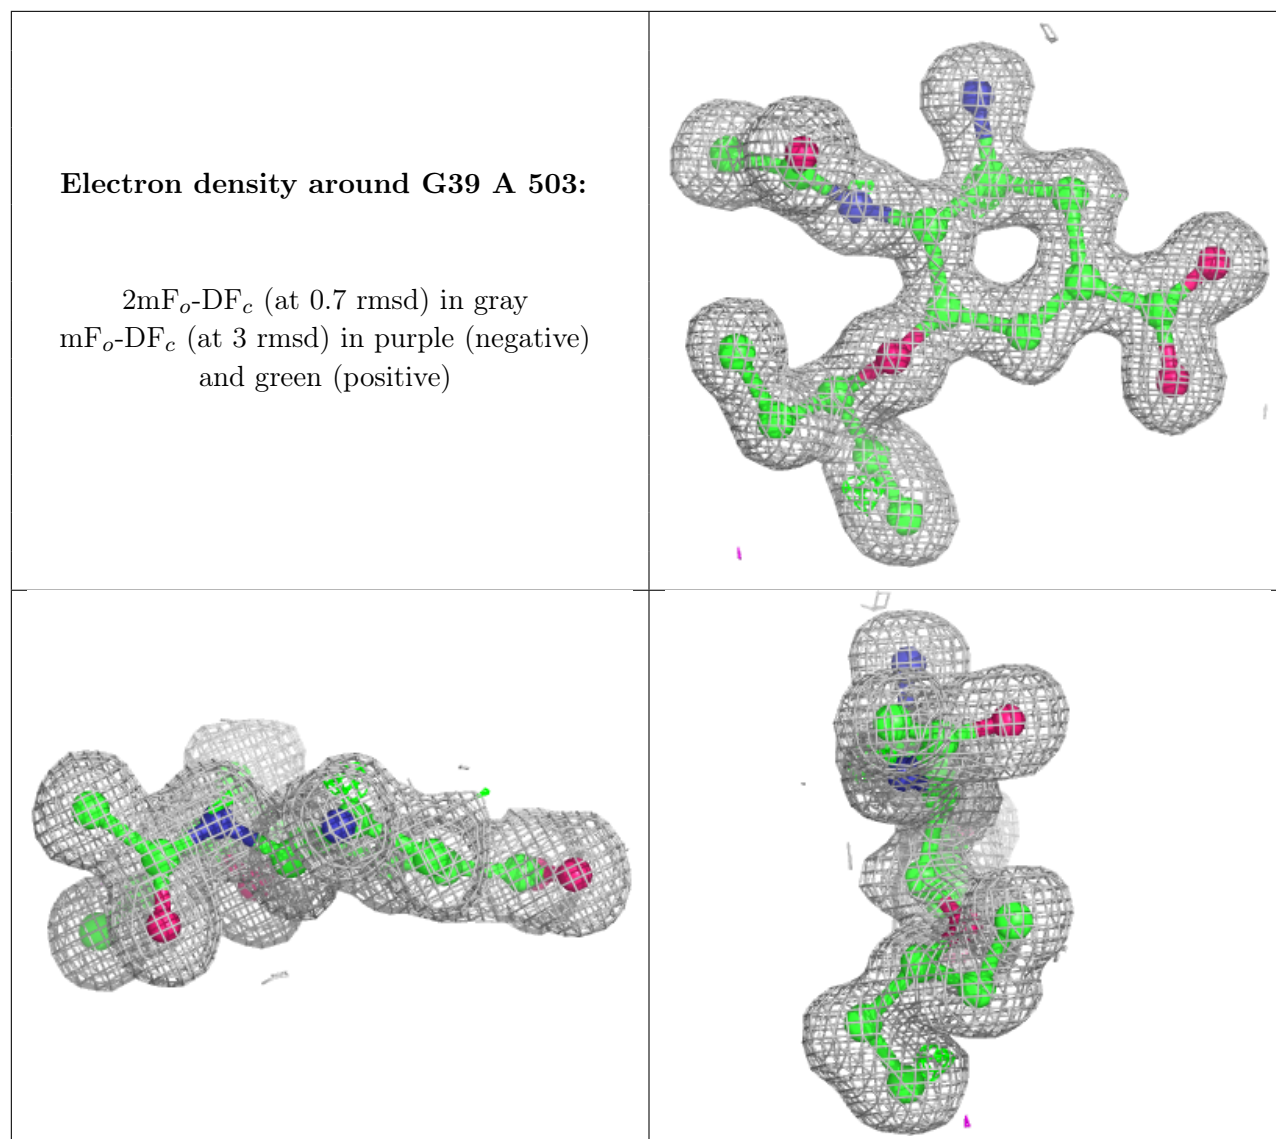 Electron density around G39 A 503:
2mFo-DFc (at 0.7 rmsd) in gray
mFo-DFc (at 3 rmsd) in purple (negative)
and green (positive)